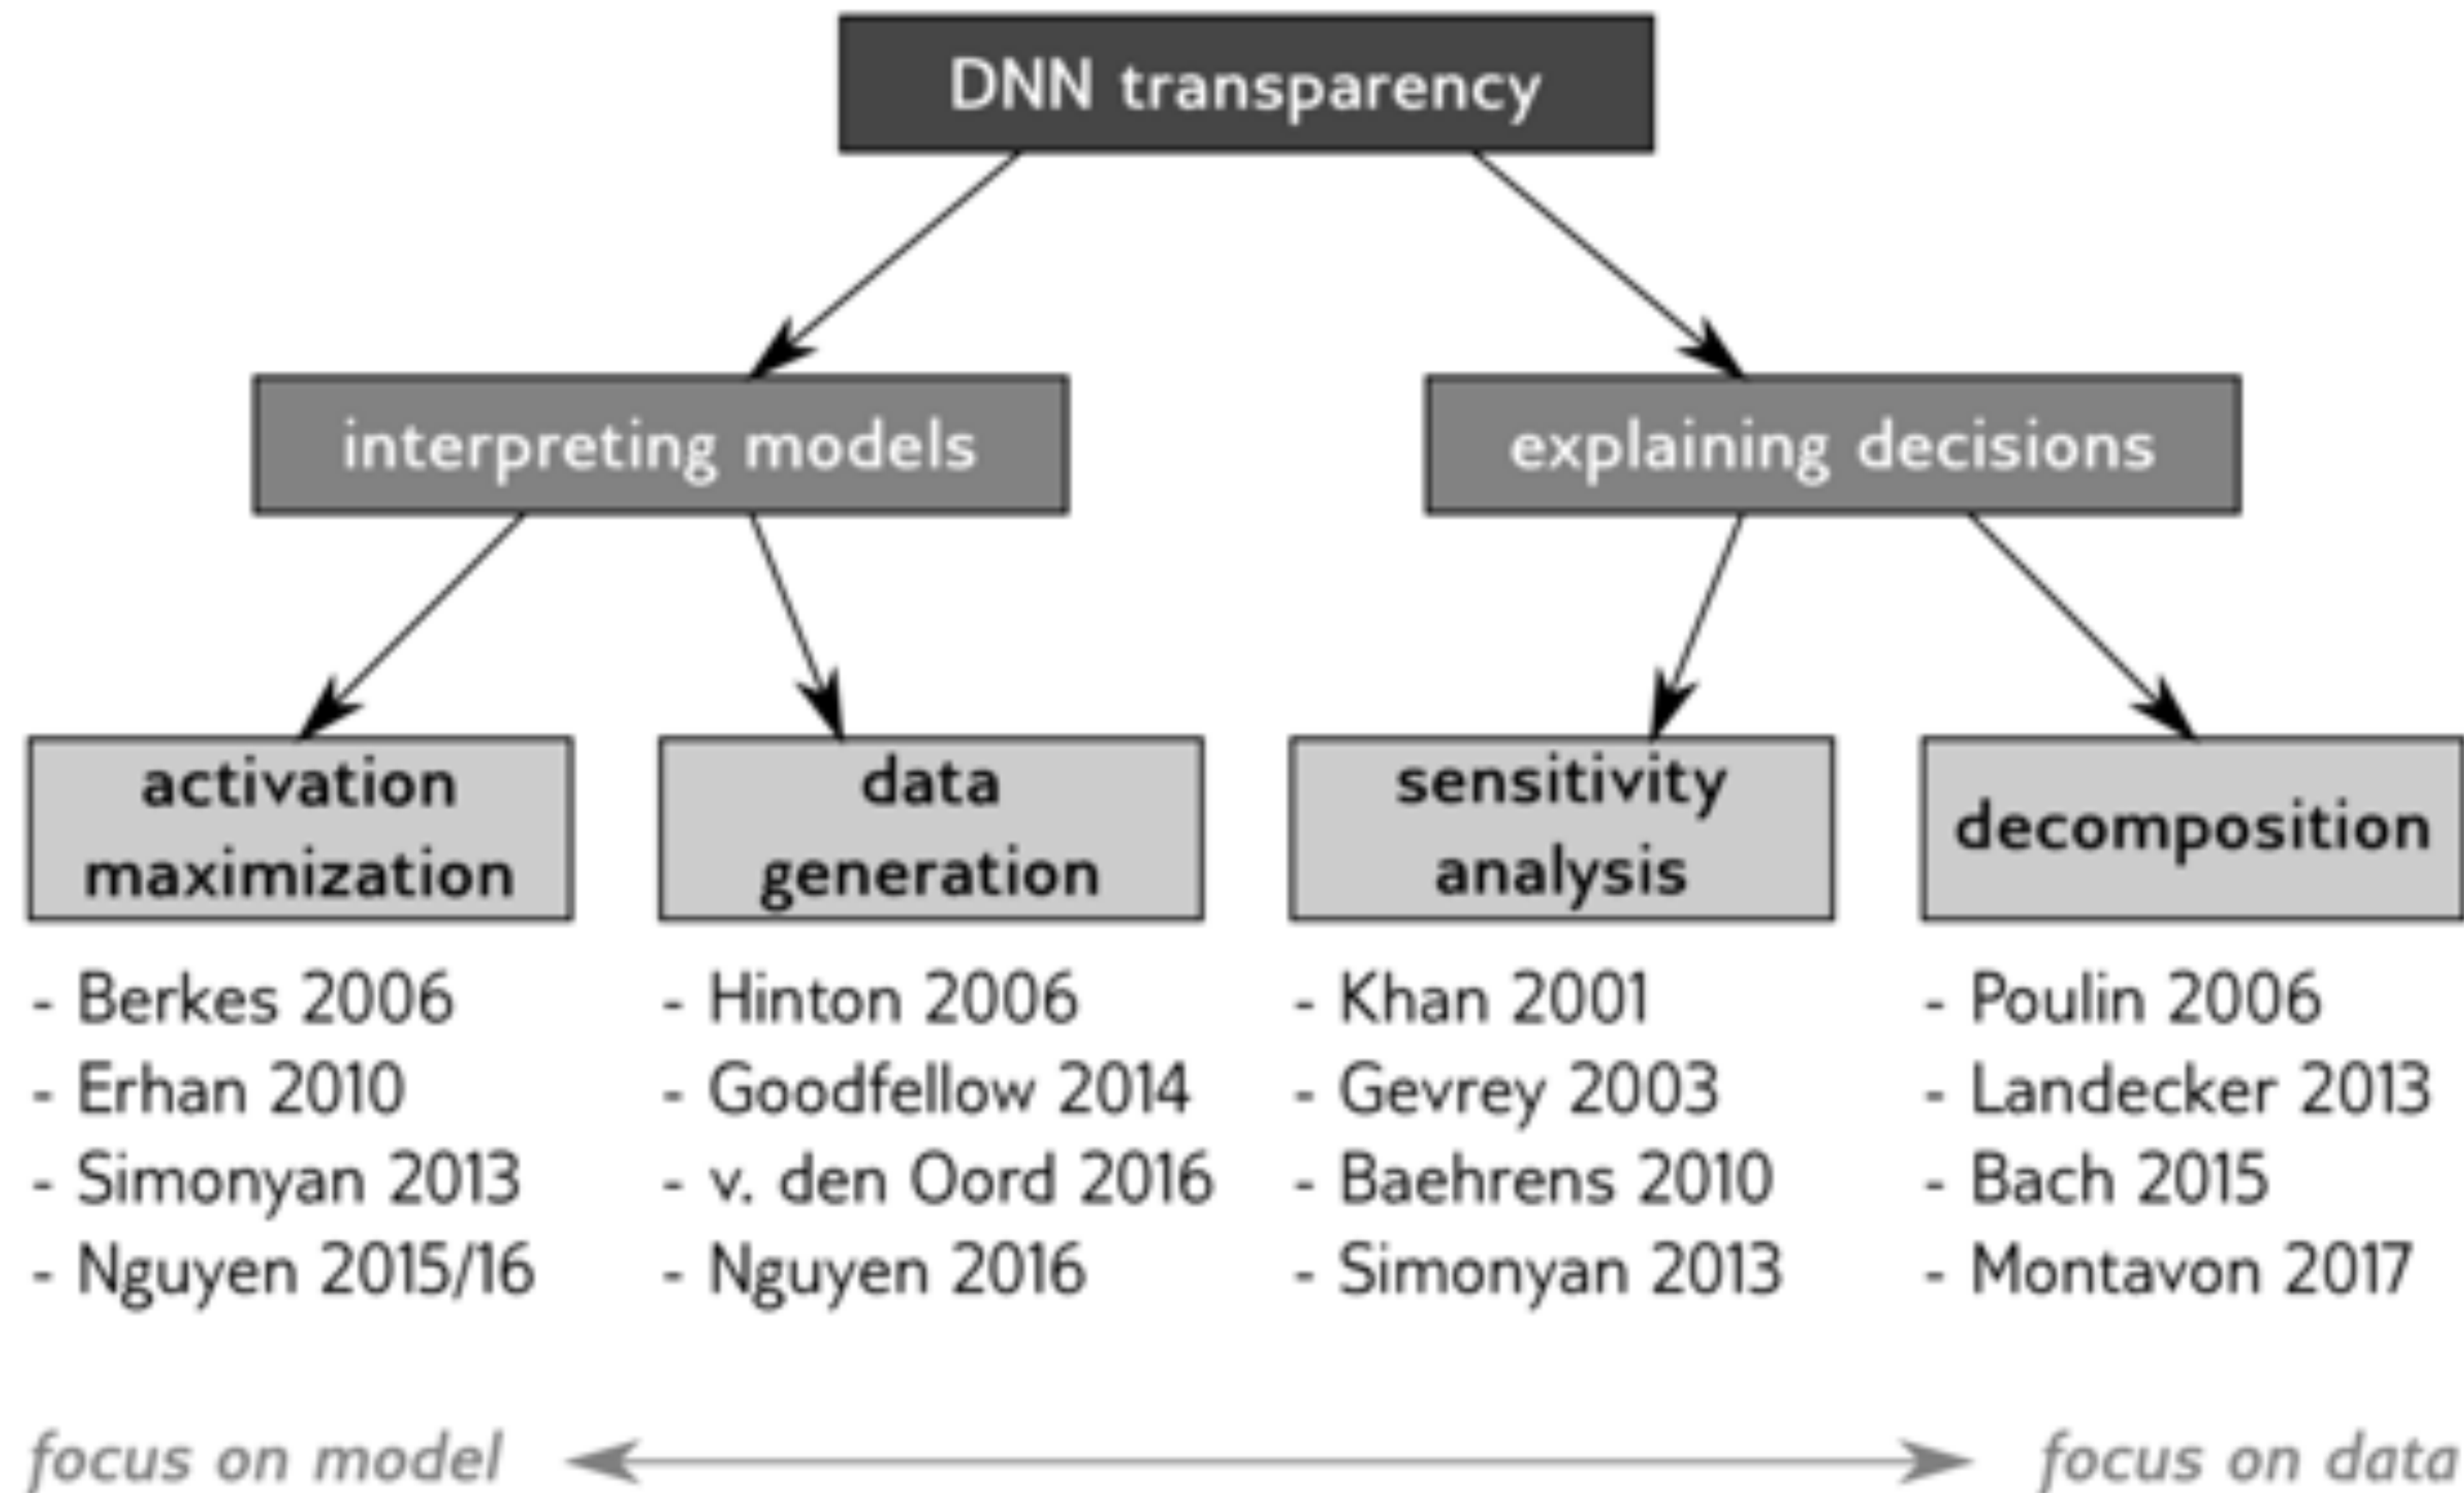 DNN transparency
interpreting models
explaining decisions
activation
maximization
data
generation
sensitivity
analysis
decomposition
- Berkes 2006
- Erhan 2010
- Simonyan 2013
- Nguyen 2015/16
- Hinton 2006
- Goodfellow 2014
- v. den Oord 2016
- Nguyen 2016
- Khan 2001
- Gevrey 2003
- Baehrens 2010
- Simonyan 2013
- Poulin 2006
- Landecker 2013
- Bach 2015
- Montavon 2017
focus on model
focus on data